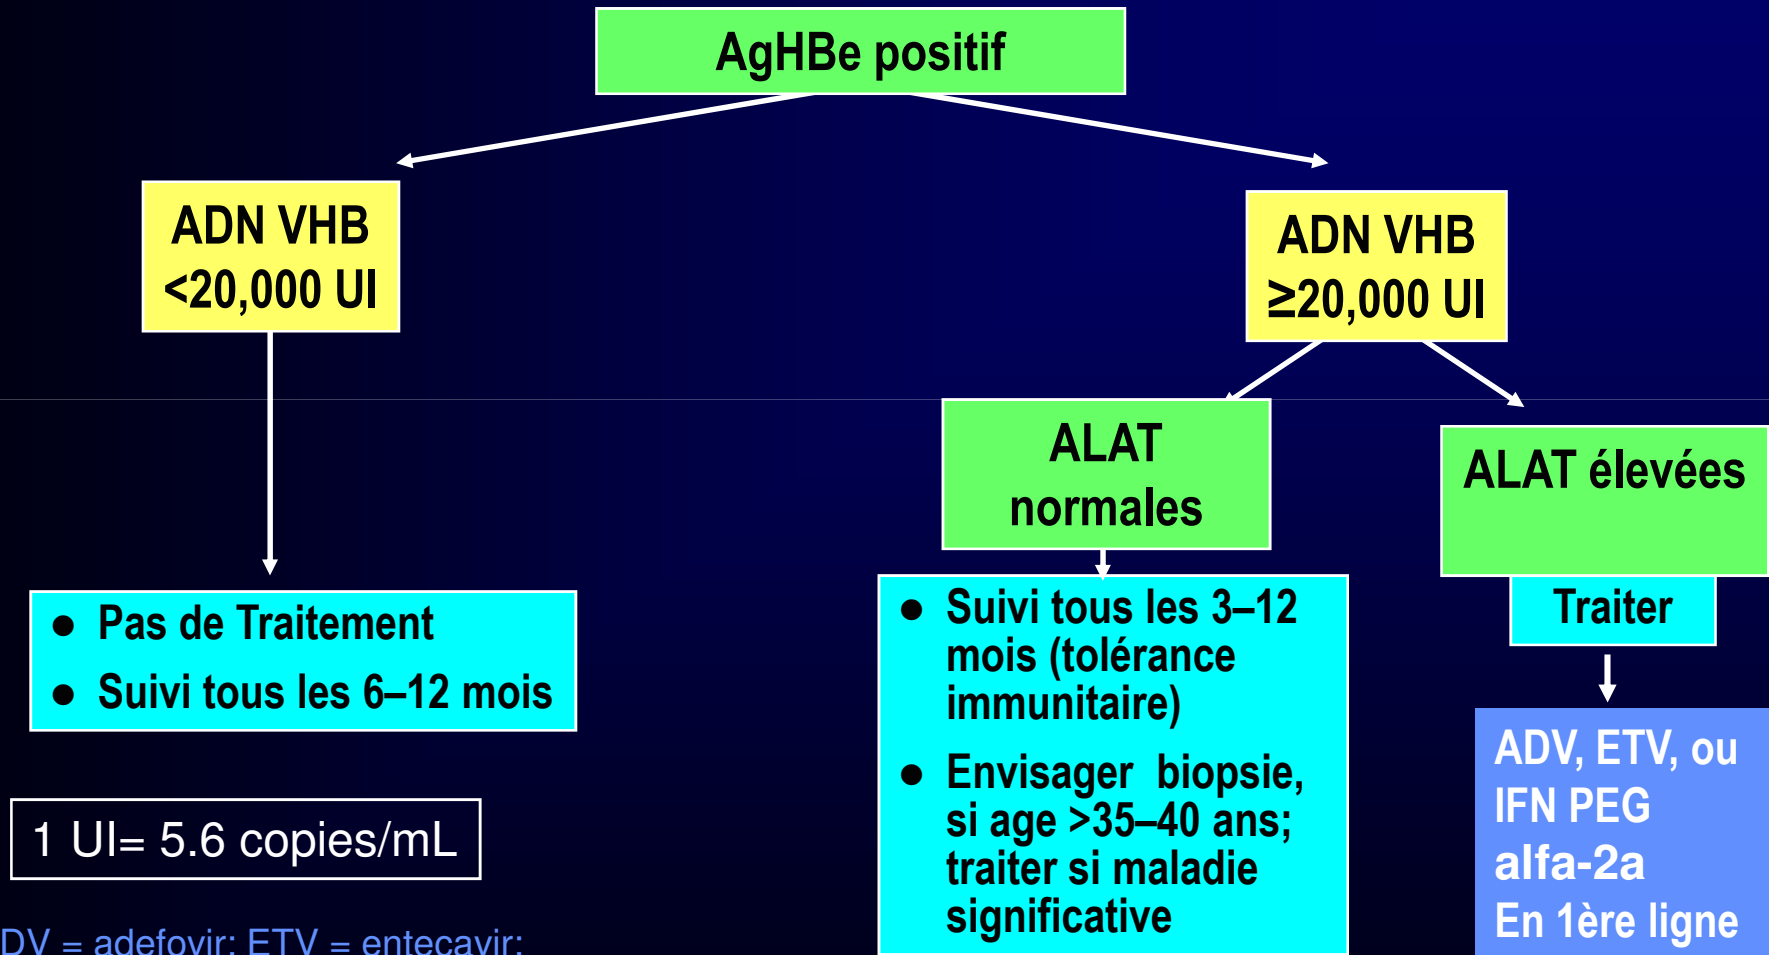 AgHBe positif
ADN VHB
<20,000 UI
ADN VHB
≥20,000 UI
ALAT
normales
ALAT élevées
● Pas de Traitement
● Suivi tous les 6–12 mois
● Suivi tous les 3–12
mois (tolérance
immunitaire)
● Envisager biopsie,
si age >35–40 ans;
traiter si maladie
significative
Traiter
ADV, ETV, ou
IFN PEG
alfa-2a
En 1ère ligne
1 UI= 5.6 copies/mL
DV = adefovir; ETV = entecavir;